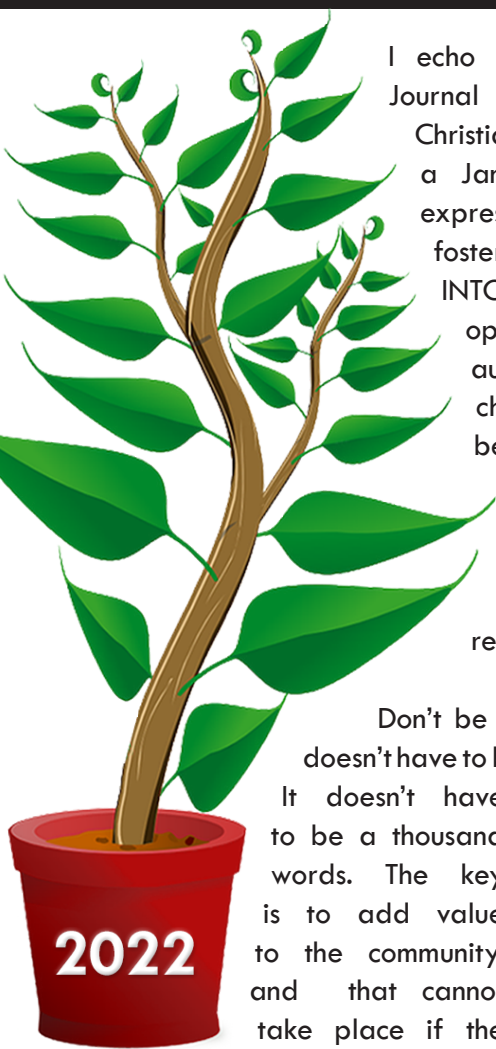 I echo
Journal
Christia
a Jan
expres
foster
INTO
op
au
ch
be
re
Don’t be
doesn’t have to b
It doesn’t have
to be a thousand
words. The key
is to add value
to the community,
and that canno
take place if the
2022